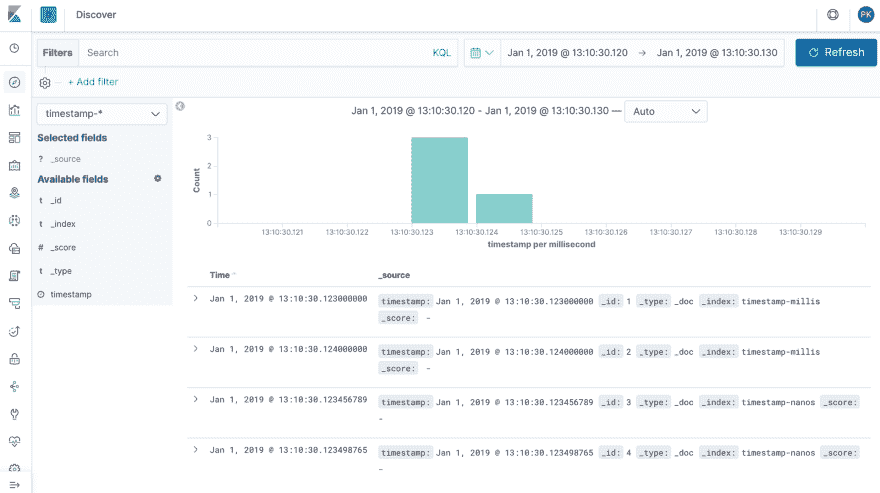 Discover
PK
Filters Search KQL Jan 1, 2019 @ 13:10:30.120 → Jan 1, 2019 @ 13:10:30.130 Refresh
+ Add filter
timestamp-*
Selected fields
? _source
Available fields
t _id
t _index
# _score
t _type
timestamp
Jan 1, 2019 @ 13:10:30.120 - Jan 1, 2019 @ 13:10:30.130 — Auto
Count
3
2
1
0
13:10:30.121 13:10:30.122 13:10:30.123 13:10:30.124 13:10:30.125 13:10:30.126 13:10:30.127 13:10:30.128 13:10:30.129
timestamp per millisecond
Time _source
Jan 1, 2019 @ 13:10:30.123000000 timestamp: Jan 1, 2019 @ 13:10:30.123000000 _id: 1 _type: _doc _index: timestamp-millis
_score: -
Jan 1, 2019 @ 13:10:30.124000000 timestamp: Jan 1, 2019 @ 13:10:30.124000000 _id: 2 _type: _doc _index: timestamp-millis
_score: -
Jan 1, 2019 @ 13:10:30.123456789 timestamp: Jan 1, 2019 @ 13:10:30.123456789 _id: 3 _type: _doc _index: timestamp-nanos _score:
-
Jan 1, 2019 @ 13:10:30.123498765 timestamp: Jan 1, 2019 @ 13:10:30.123498765 _id: 4 _type: _doc _index: timestamp-nanos _score:
-